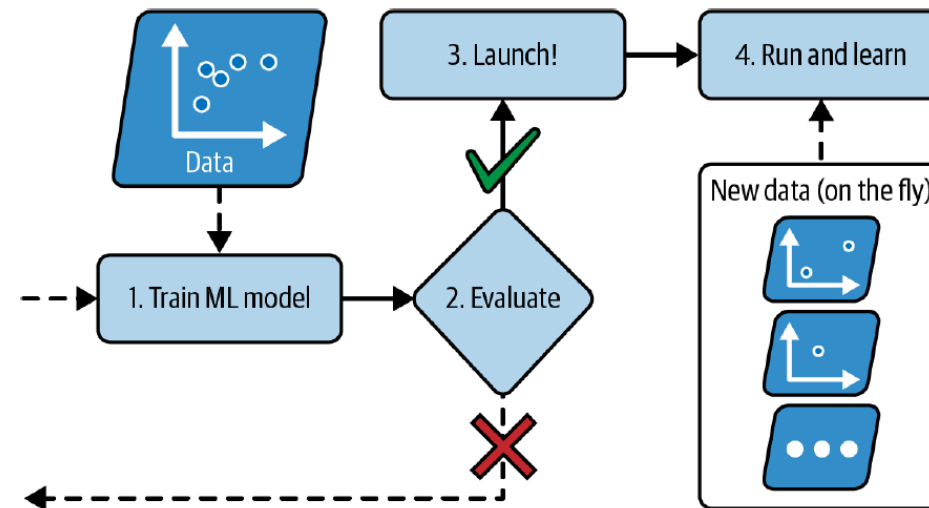 Data
1. Train ML model
2. Evaluate
3. Launch!
4. Run and learn
New data (on the fly)